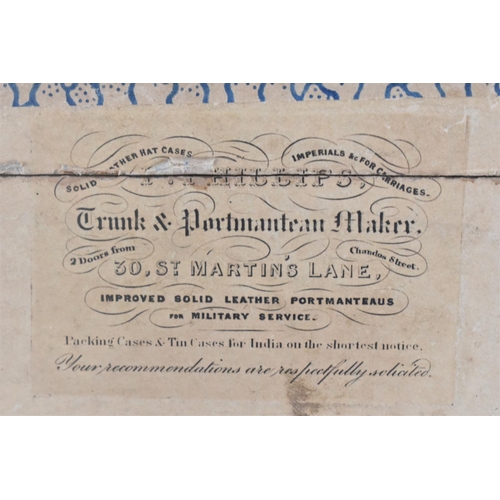 SOLID LEATHER HAT CASES
IMPERIALS &c FOR CARRIAGES.
PHILLIPS,
Trunk & Portmanteau Maker.
2 Doors from
Chandos Street.
30, ST MARTIN'S LANE,
IMPROVED SOLID LEATHER PORTMANTEAUS
FOR MILITARY SERVICE.
Packing Cases & Tin Cases for India on the shortest notice.
Your recommendations are respectfully solicited.